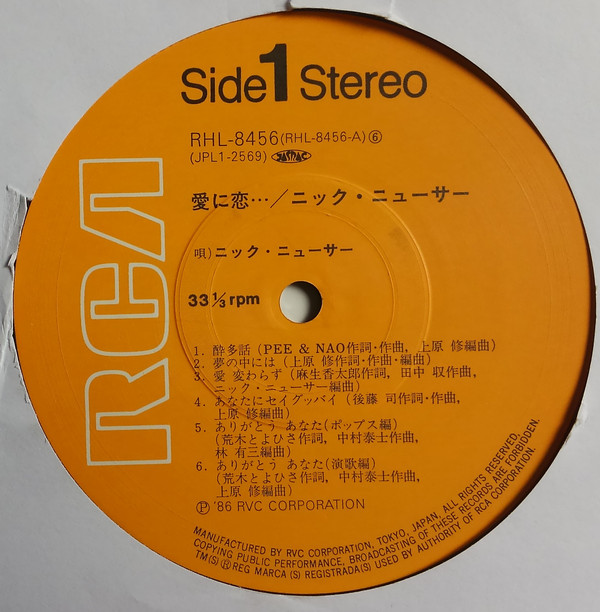 Side 1 Stereo
RHL-8456 (RHL-8456-A) ⑥
(JPL1-2569) JASRAC
愛に恋…／ニック・ニューサー
唄)ニック・ニューサー
33 1/3 rpm
RCA
1. 酔多話 (PEE & NAO作詞・作曲, 上原 修編曲)
2. 夢の中には (上原 修作詞・作曲・編曲)
3. 愛 変わらず (麻生香太郎作詞, 田中 収作曲,
ニック・ニューサー編曲)
4. あなたにセイグッバイ (後藤 司作詞・作曲,
上原 修編曲)
5. ありがとう あなた(ポップス編)
(荒木とよひさ作詞, 中村泰士作曲,
林 有三編曲)
6. ありがとう あなた(演歌編)
(荒木とよひさ作詞, 中村泰士作曲,
上原 修編曲)
Ⓟ '86 RVC CORPORATION
MANUFACTURED BY RVC CORPORATION, TOKYO, JAPAN, ALL RIGHTS RESERVED.
COPYING PUBLIC PERFORMANCE, BROADCASTING OF THESE RECORDS ARE FORBIDDEN.
TM(S) ® REG MARCA (S) REGISTRADA(S) USED BY AUTHORITY OF RCA CORPORATION.